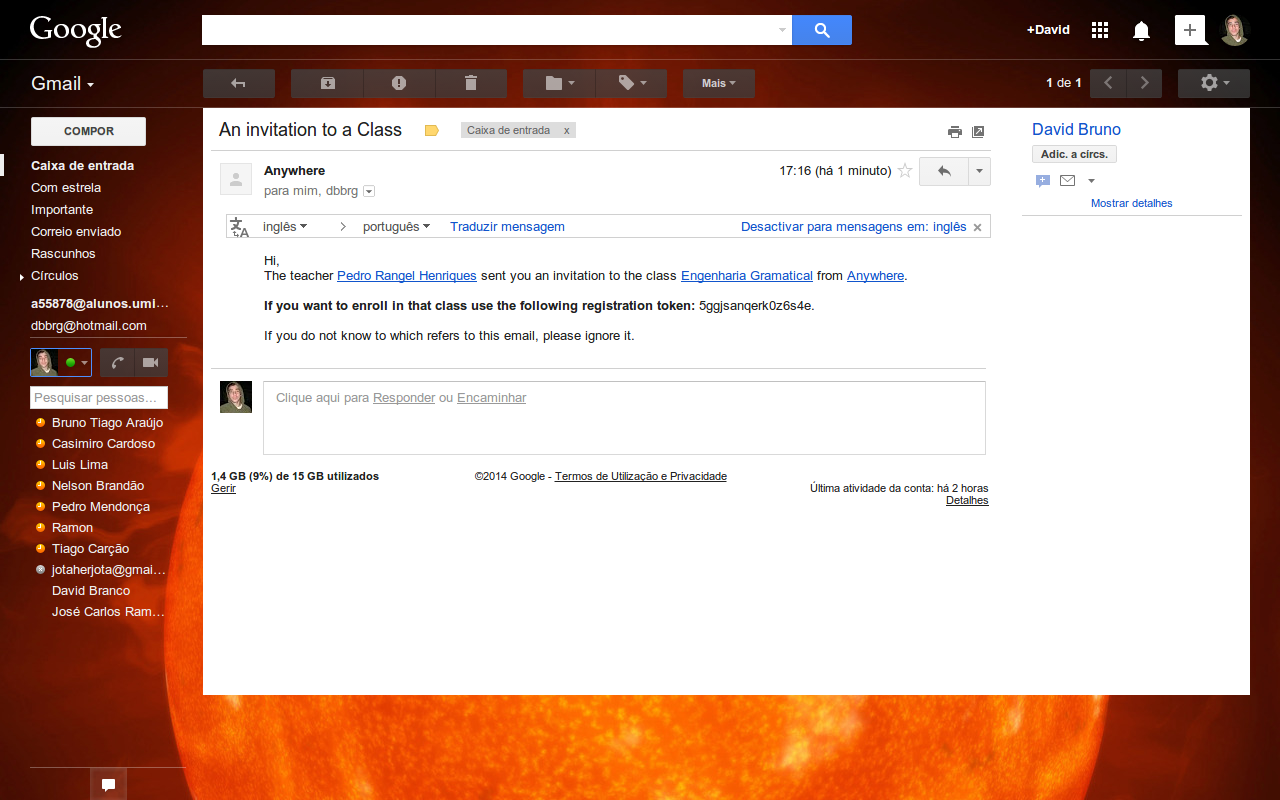 Google
+David
Gmail
Mais
1 de 1
COMPOR
An invitation to a Class
Caixa de entrada x
David Bruno
Adic. a círcs.
Mostrar detalhes
Caixa de entrada
Com estrela
Importante
Correio enviado
Rascunhos
Círculos
a55878@alunos.umi…
dbbrg@hotmail.com
Pesquisar pessoas…
Bruno Tiago Araújo
Casimiro Cardoso
Luis Lima
Nelson Brandão
Pedro Mendonça
Ramon
Tiago Carção
jotaherjota@gmai…
David Branco
José Carlos Ram…
Anywhere
17:16 (há 1 minuto)
para mim, dbbrg
inglês
português
Traduzir mensagem
Desactivar para mensagens em: inglês
Hi,
The teacher Pedro Rangel Henriques sent you an invitation to the class Engenharia Gramatical from Anywhere.
If you want to enroll in that class use the following registration token: 5ggjsanqerk0z6s4e.
If you do not know to which refers to this email, please ignore it.
Clique aqui para Responder ou Encaminhar
1,4 GB (9%) de 15 GB utilizados
Gerir
©2014 Google - Termos de Utilização e Privacidade
Última atividade da conta: há 2 horas
Detalhes